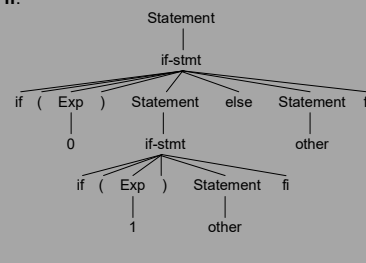 Statement
if-stmt
if ( Exp ) Statement else Statement
0 if-stmt other
if ( Exp ) Statement fi
1 other